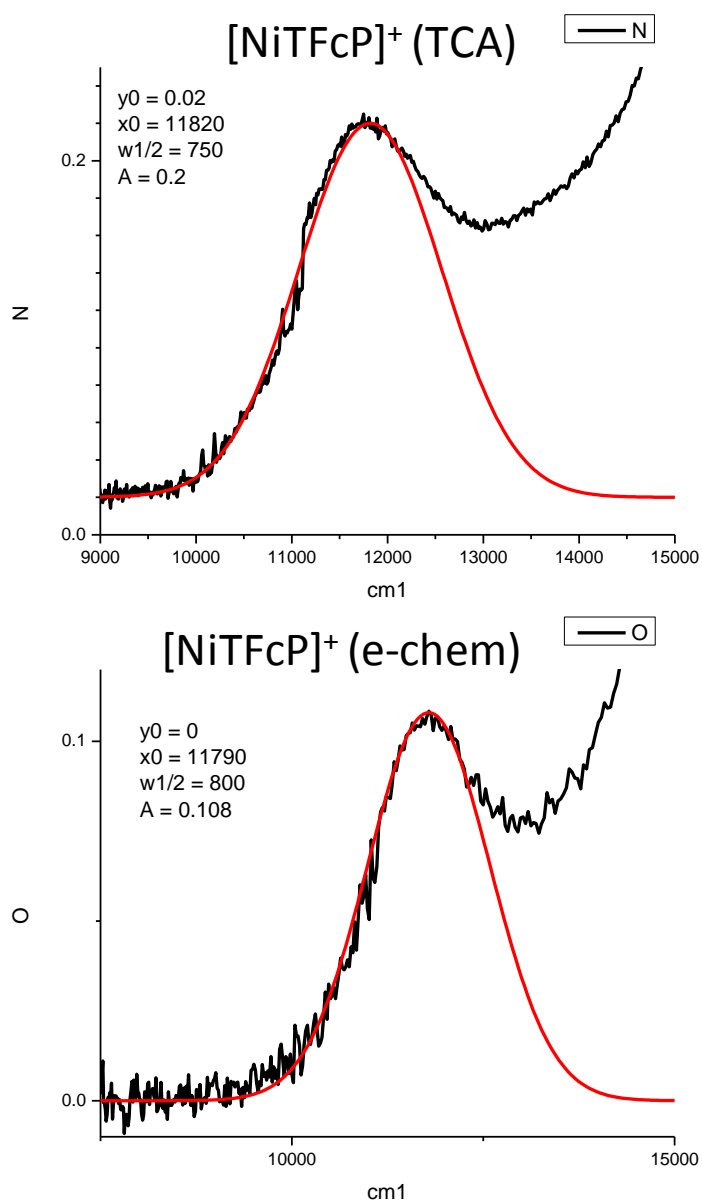 [NiTFcP]⁺ (TCA)
N
y0 = 0.02
x0 = 11820
w1/2 = 750
A = 0.2
0.2
N
0.0
9000 10000 11000 12000 13000 14000 15000
cm1
[NiTFcP]⁺ (e-chem)
O
y0 = 0
x0 = 11790
w1/2 = 800
A = 0.108
0.1
O
0.0
10000 15000
cm1